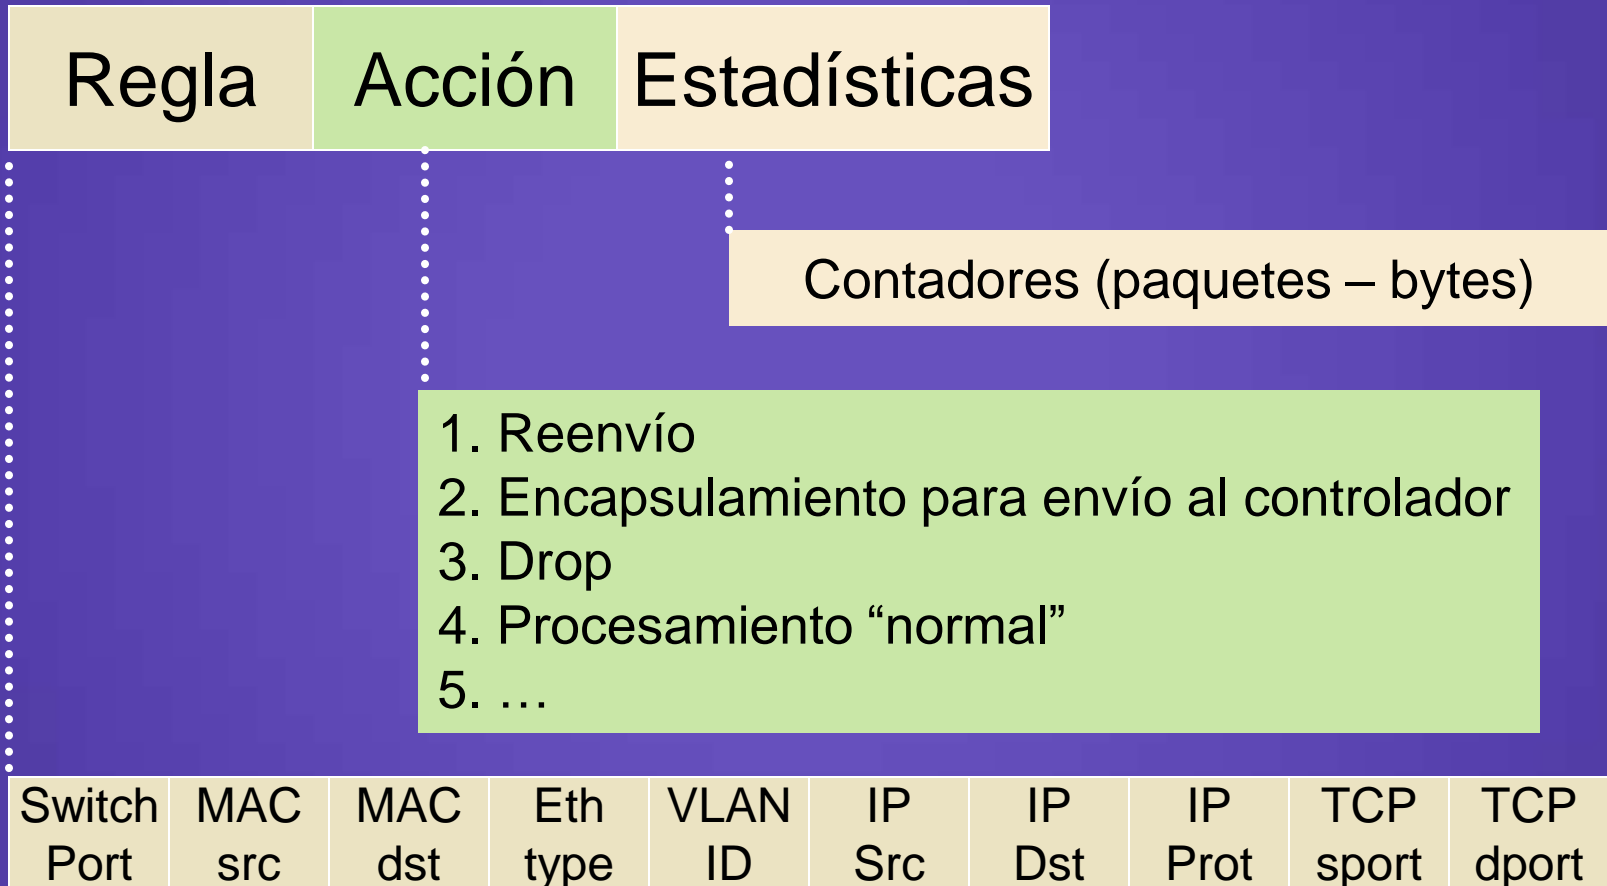 Regla Acción Estadísticas
Contadores (paquetes – bytes)
1. Reenvío
2. Encapsulamiento para envío al controlador
3. Drop
4. Procesamiento “normal”
5. …
Switch Port
MAC src
MAC dst
Eth type
VLAN ID
IP Src
IP Dst
IP Prot
TCP sport
TCP dport